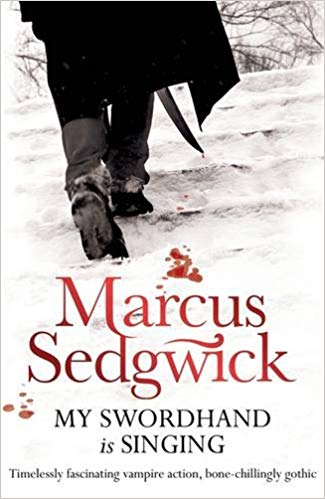 Marcus
Sedgwick
MY SWORDHAND
is SINGING
Timelessly fascinating vampire action, bone-chillingly gothic